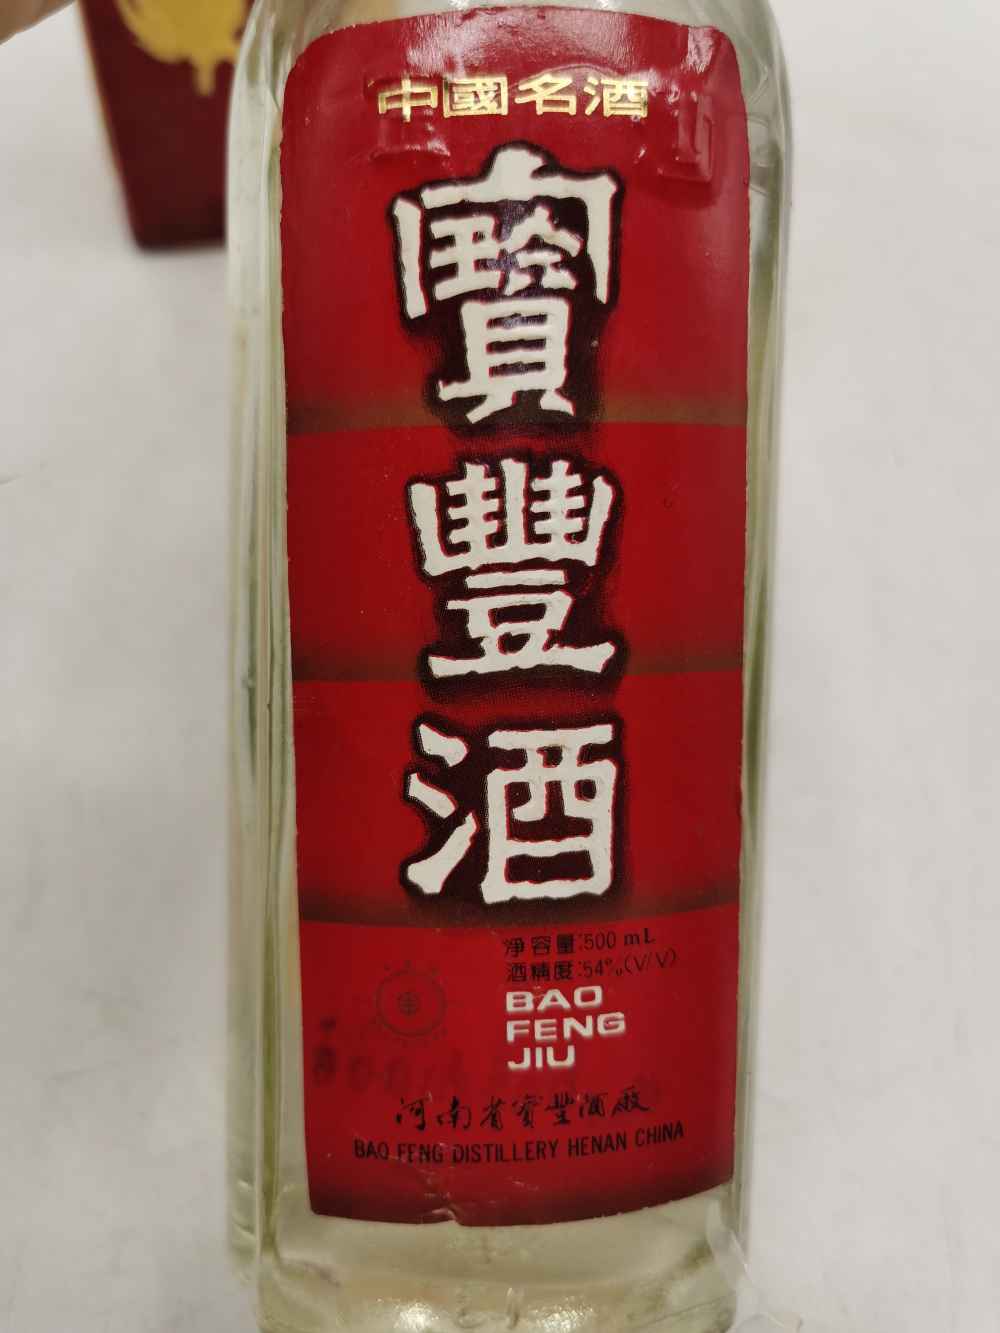 中國名酒
寶豐酒
淨容量:500 mL
酒精度:54%(V/V)
BAO
FENG
JIU
河南省寶豐酒廠
BAO FENG DISTILLERY HENAN CHINA